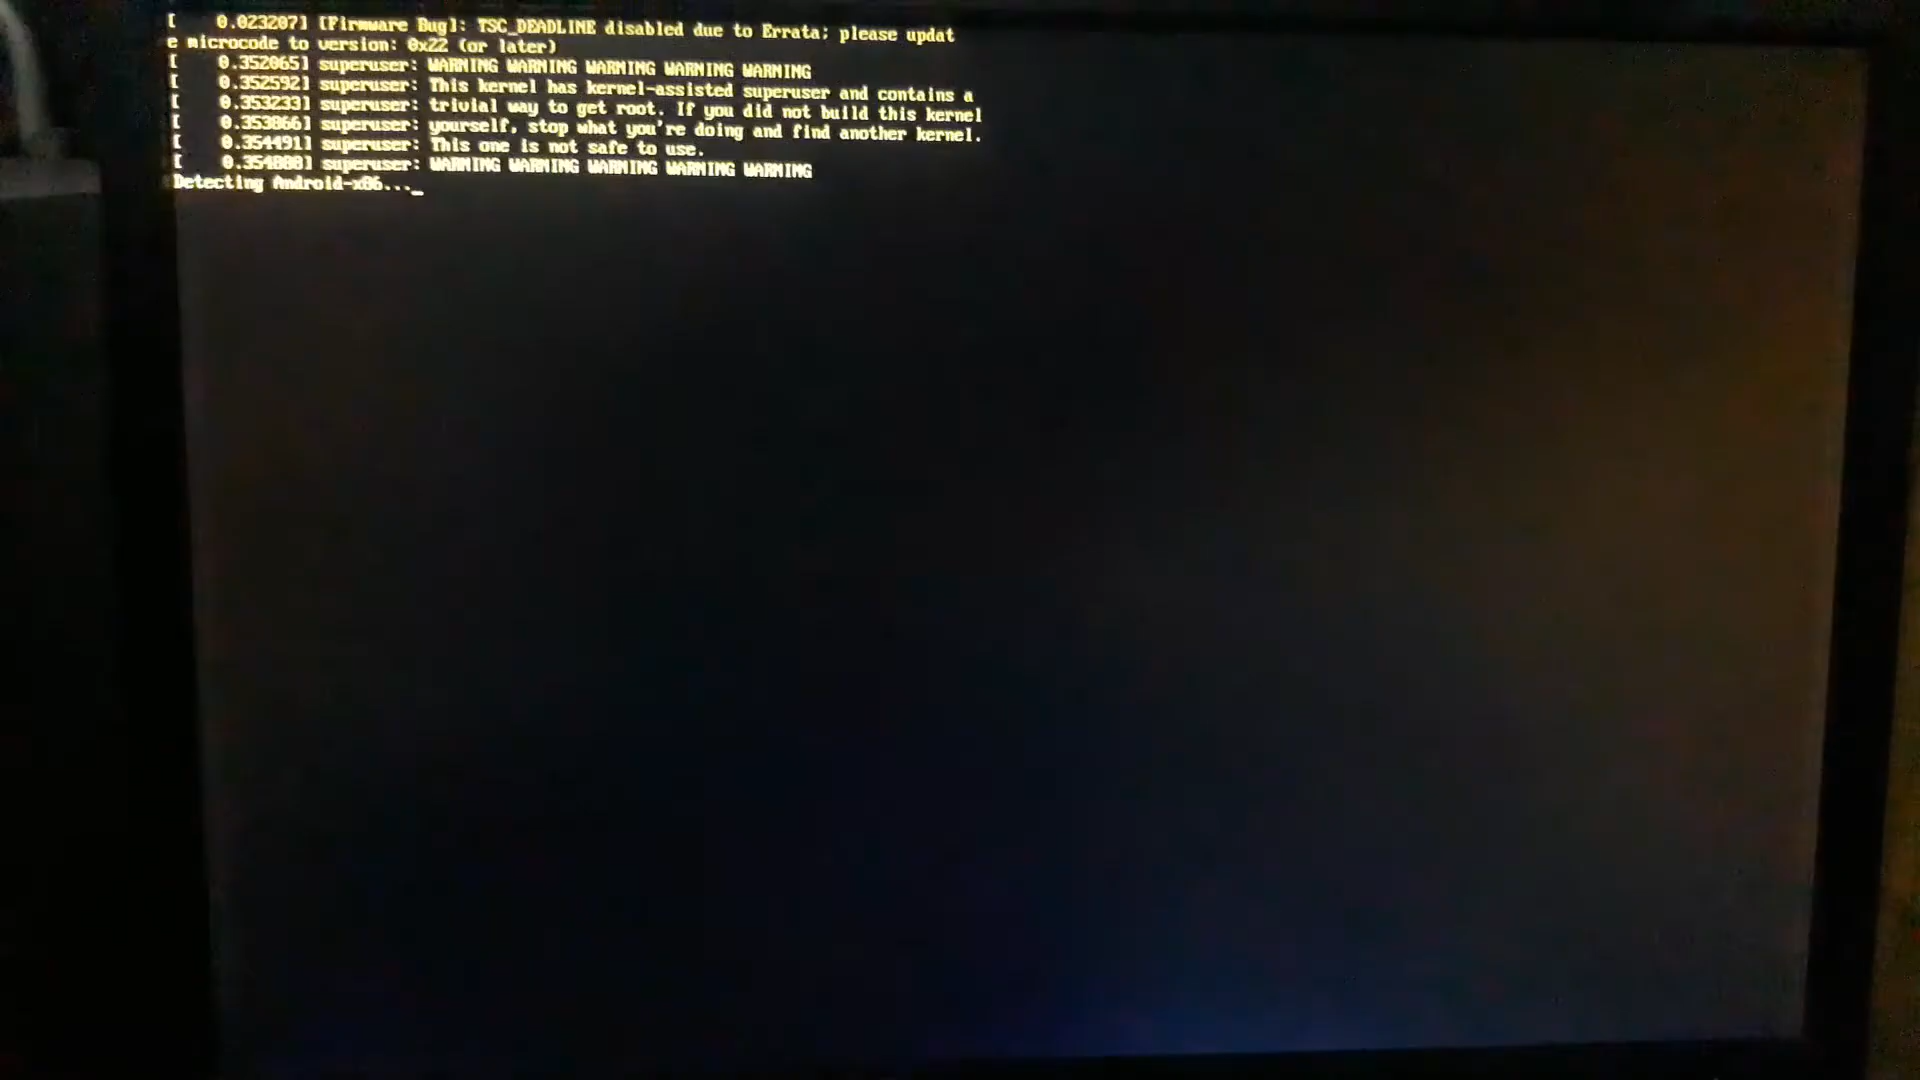 [    0.023207] [Firmware Bug]: TSC_DEADLINE disabled due to Errata; please updat
e microcode to version: 0x22 (or later)
[    0.352065] superuser: WARNING WARNING WARNING WARNING WARNING
[    0.352592] superuser: This kernel has kernel-assisted superuser and contains a
[    0.353233] superuser: trivial way to get root. If you did not build this kernel
[    0.353866] superuser: yourself, stop what you're doing and find another kernel.
[    0.354491] superuser: This one is not safe to use.
[    0.354808] superuser: WARNING WARNING WARNING WARNING WARNING
Detecting Android-x86..._